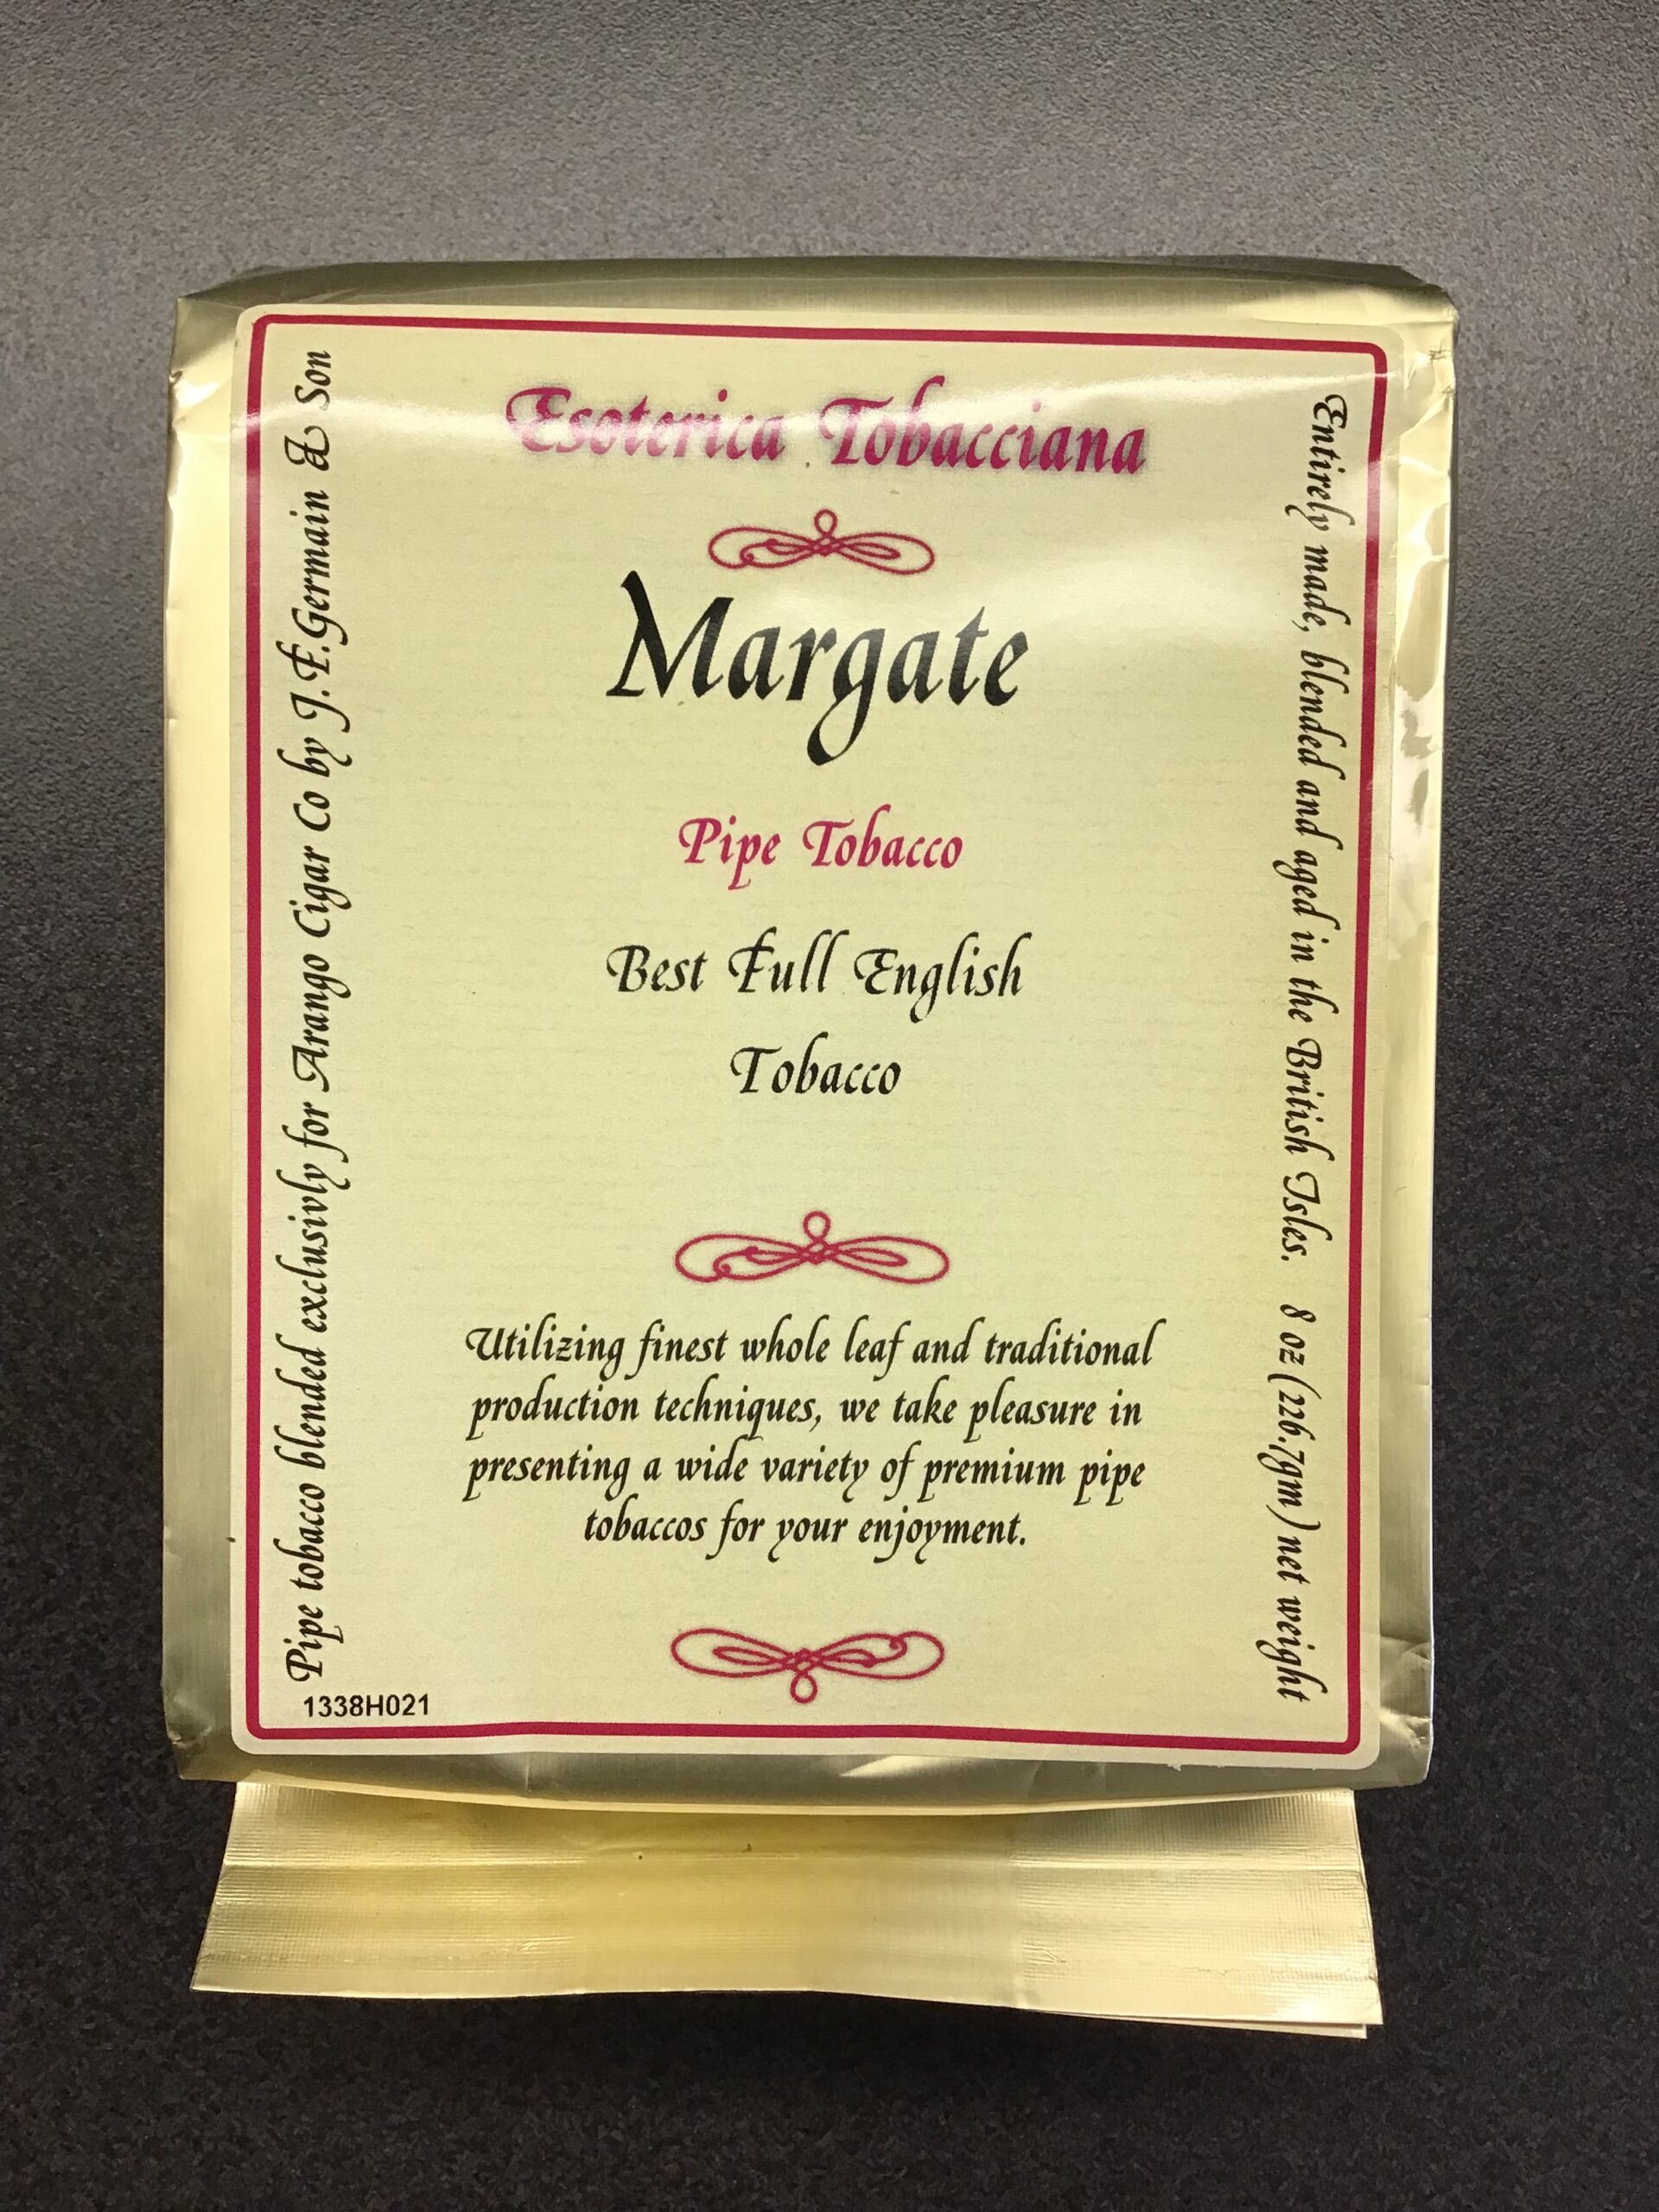 Esoterica Tobacciana
Margate
Pipe Tobacco
Best Full English
Tobacco
Utilizing finest whole leaf and traditional
production techniques, we take pleasure in
presenting a wide variety of premium pipe
tobaccos for your enjoyment.
Pipe tobacco blended exclusivly for Arango Cigar Co by J.F.Germain & Son
Entirely made, blended and aged in the British Isles. 8 oz (226.7gm) net weight
1338H021